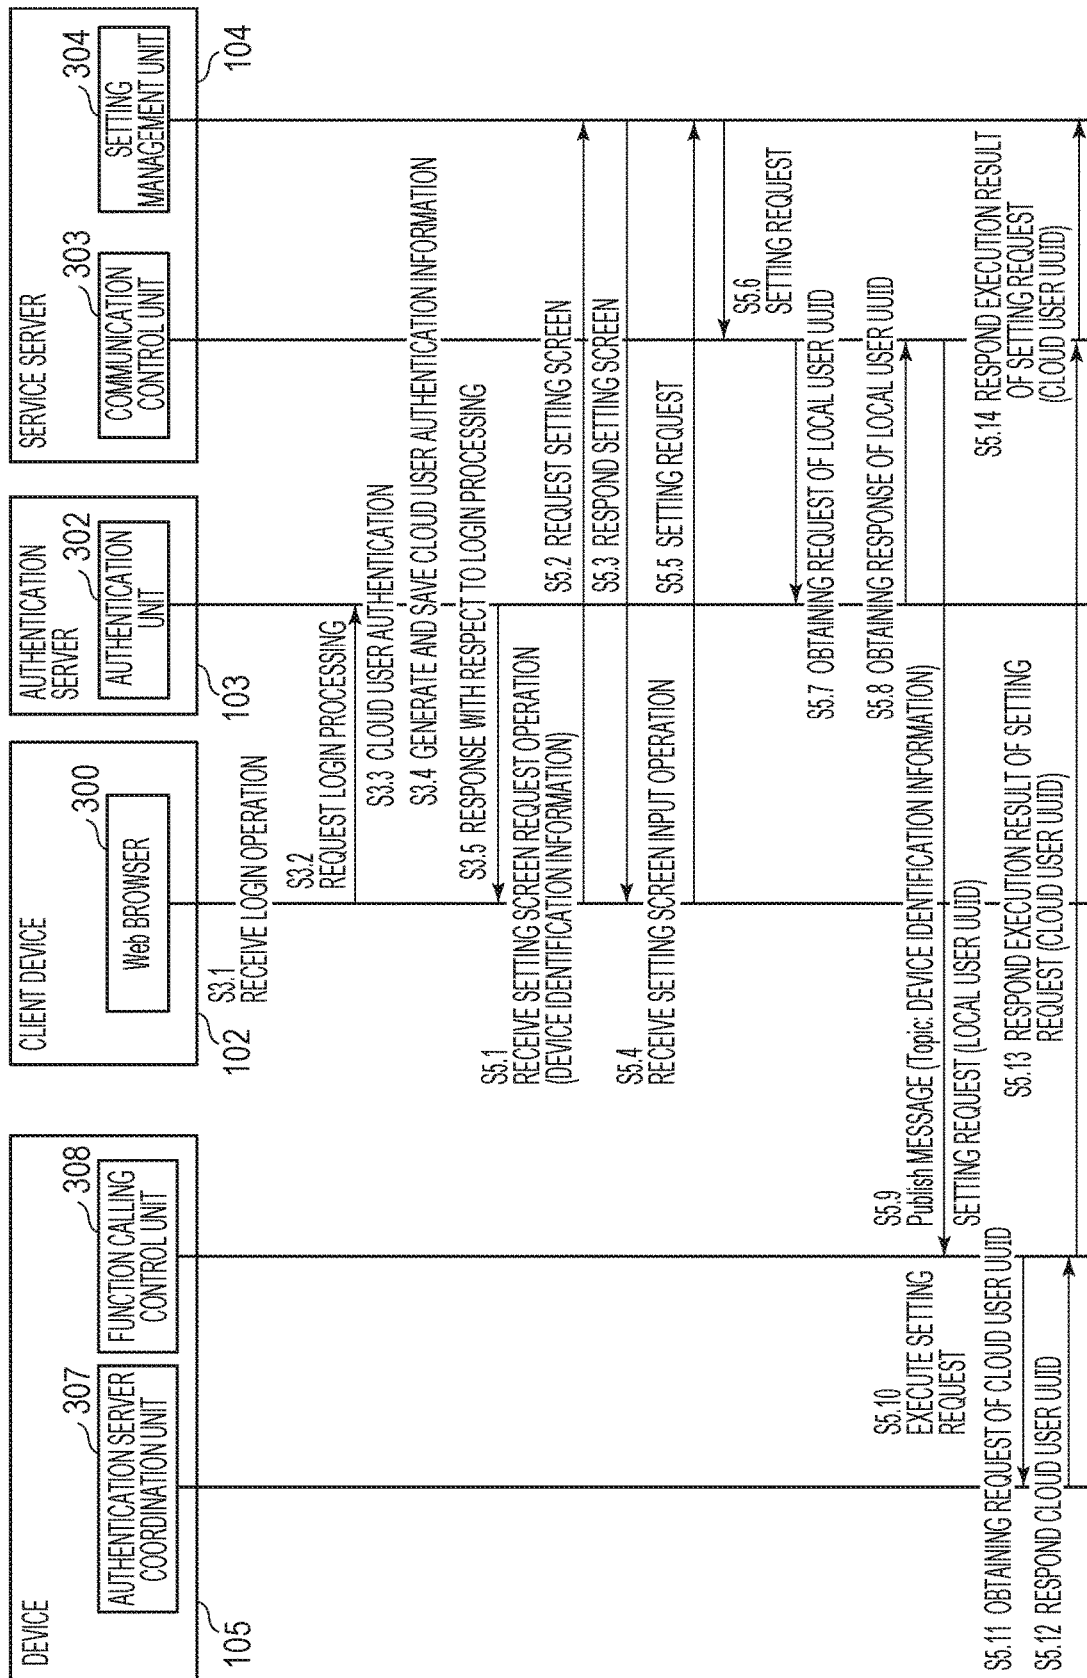 DEVICE
105
AUTHENTICATION SERVER
COORDINATION UNIT
307
FUNCTION CALLING
CONTROL UNIT
308
CLIENT DEVICE
102
Web BROWSER
300
AUTHENTICATION
SERVER
103
AUTHENTICATION
UNIT
302
SERVICE SERVER
104
COMMUNICATION
CONTROL UNIT
303
SETTING
MANAGEMENT UNIT
304
S3.1
RECEIVE LOGIN OPERATION
S3.2
REQUEST LOGIN PROCESSING
S3.3 CLOUD USER AUTHENTICATION
S3.4 GENERATE AND SAVE CLOUD USER AUTHENTICATION INFORMATION
S3.5 RESPONSE WITH RESPECT TO LOGIN PROCESSING
S5.1
RECEIVE SETTING SCREEN REQUEST OPERATION
(DEVICE IDENTIFICATION INFORMATION)
S5.2 REQUEST SETTING SCREEN
S5.3 RESPOND SETTING SCREEN
S5.4
RECEIVE SETTING SCREEN INPUT OPERATION
S5.5 SETTING REQUEST
S5.6
SETTING REQUEST
S5.7 OBTAINING REQUEST OF LOCAL USER UUID
S5.8 OBTAINING RESPONSE OF LOCAL USER UUID
S5.9
Publish MESSAGE (Topic: DEVICE IDENTIFICATION INFORMATION)
SETTING REQUEST (LOCAL USER UUID)
S5.10
EXECUTE SETTING
REQUEST
S5.11 OBTAINING REQUEST OF CLOUD USER UUID
S5.12 RESPOND CLOUD USER UUID
S5.13 RESPOND EXECUTION RESULT OF SETTING
REQUEST (CLOUD USER UUID)
S5.14 RESPOND EXECUTION RESULT
OF SETTING REQUEST
(CLOUD USER UUID)